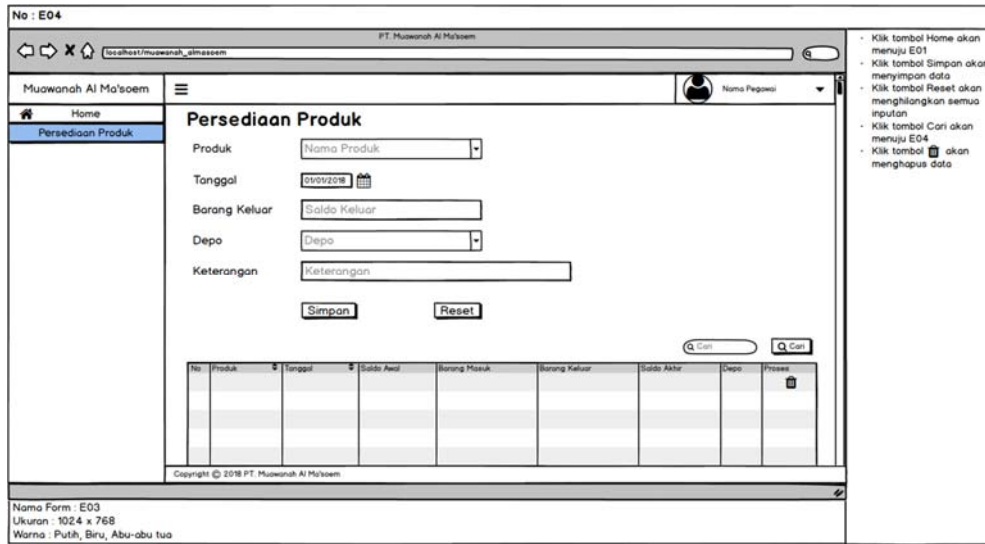 No : E04
PT. Muawanah Al Ma'soem
localhost/muawanah_almasoem
Muawanah Al Ma'soem
Nama Pegawai
Home
Persediaan Produk
Persediaan Produk
Produk
Nama Produk
Tanggal
01/01/2018
Barang Keluar
Saldo Keluar
Depo
Depo
Keterangan
Keterangan
Simpan
Reset
Cari
Cari
No Produk Tanggal Saldo Awal Barang Masuk Barang Keluar Saldo Akhir Depo Proses
Copyright © 2018 PT. Muawanah Al Ma'soem
· Klik tombol Home akan
menuju E01
· Klik tombol Simpan akan
menyimpan data
· Klik tombol Reset akan
menghilangkan semua
inputan
· Klik tombol Cari akan
menuju E04
· Klik tombol akan
menghapus data
Nama Form : E03
Ukuran : 1024 x 768
Warna : Putih, Biru, Abu-abu tua